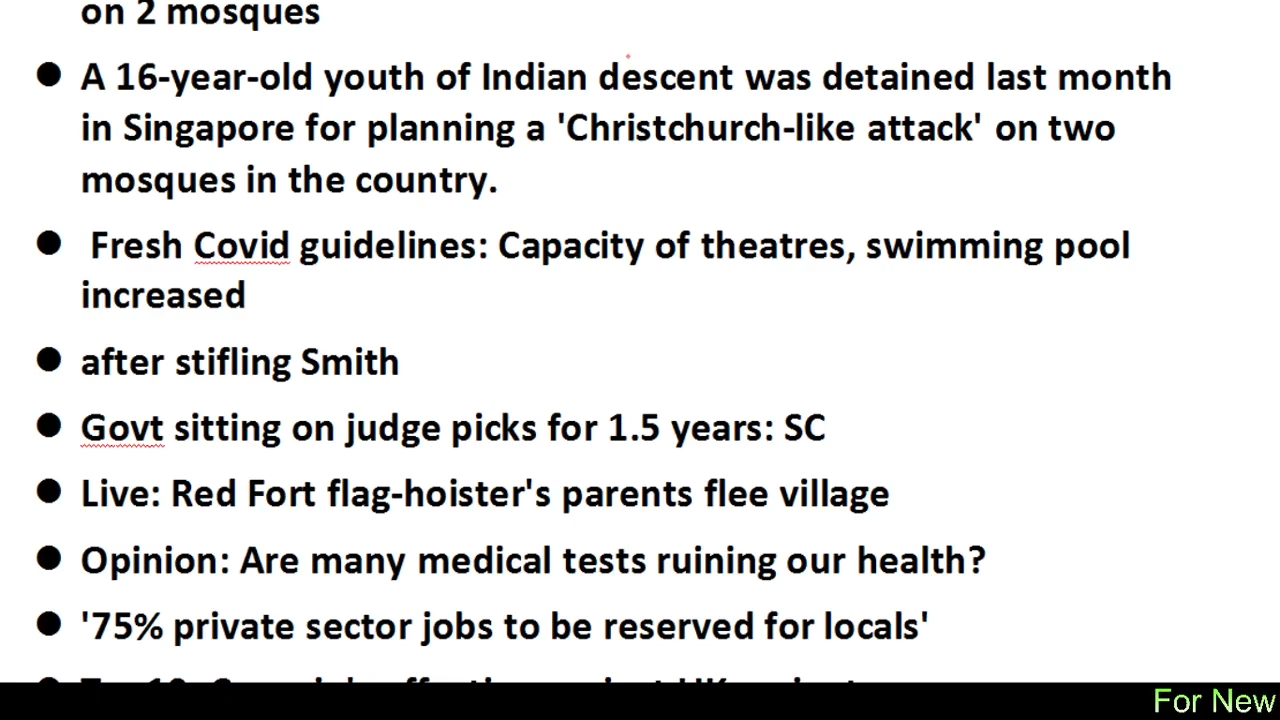 on 2 mosques
● A 16-year-old youth of Indian descent was detained last month
in Singapore for planning a 'Christchurch-like attack' on two
mosques in the country.
● Fresh Covid guidelines: Capacity of theatres, swimming pool
increased
● after stifling Smith
● Govt sitting on judge picks for 1.5 years: SC
● Live: Red Fort flag-hoister's parents flee village
● Opinion: Are many medical tests ruining our health?
● '75% private sector jobs to be reserved for locals'
For New